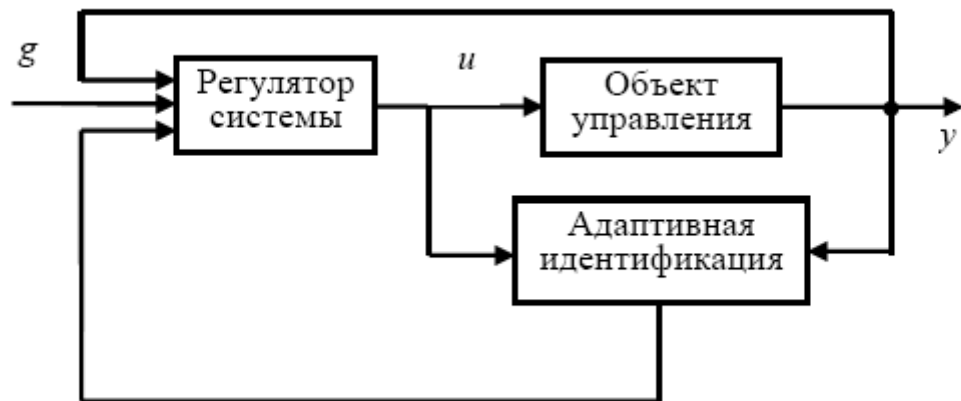 g
Регулятор
системы
u
Объект
управления
y
Адаптивная
идентификация